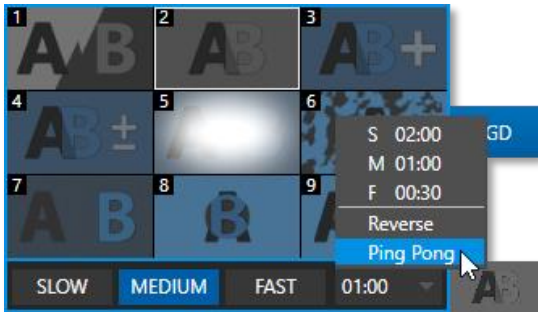 1
A B
2
A B
3
A B +
4
A B ±
5
6
7
A B
8
B
9
S 02:00
M 01:00
F 00:30
Reverse
Ping Pong
GD
SLOW MEDIUM FAST 01:00
A B